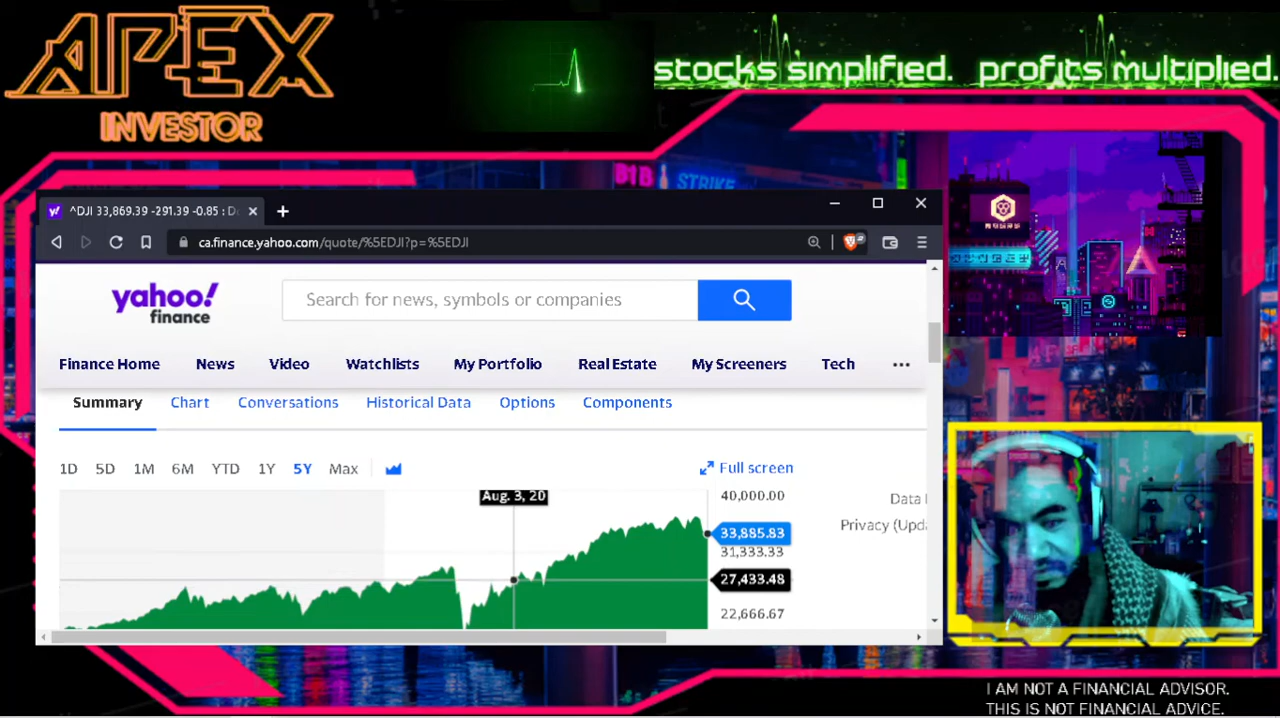 APEX
INVESTOR
stocks simplified. profits multiplied.
STRIKE
^DJI 33,869.39 -291.39 -0.85 : D
ca.finance.yahoo.com/quote/%5EDJI?p=%5EDJI
yahoo!
finance
Search for news, symbols or companies
Finance Home News Video Watchlists My Portfolio Real Estate My Screeners Tech ...
Summary Chart Conversations Historical Data Options Components
1D 5D 1M 6M YTD 1Y 5Y Max Full screen
Aug. 3, 20
40,000.00
Data
Privacy (Upda
33,885.83
31,333.33
27,433.48
22,666.67
I AM NOT A FINANCIAL ADVISOR.
THIS IS NOT FINANCIAL ADVICE.